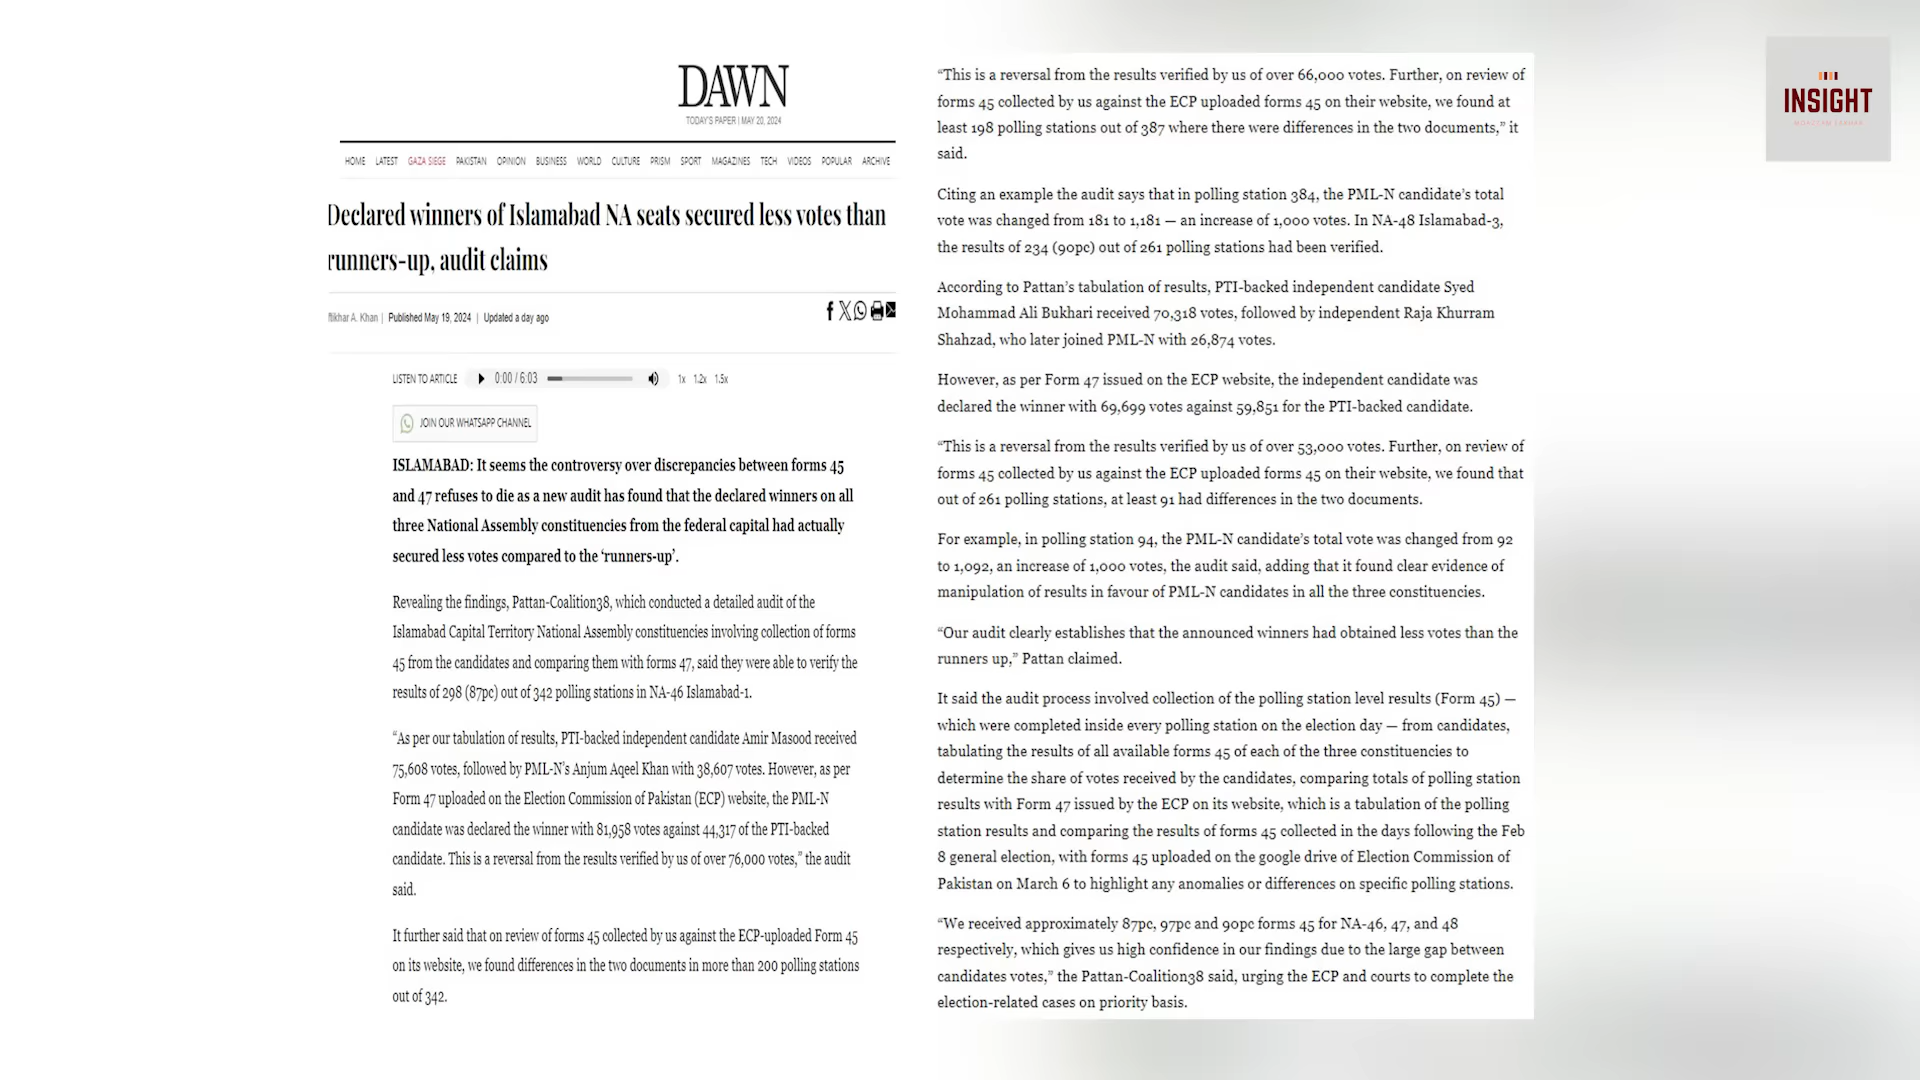 DAWN
TODAY'S PAPER | MAY 20, 2024
HOME LATEST GAZA SIEGE PAKISTAN OPINION BUSINESS WORLD CULTURE PRISM SPORT MAGAZINES TECH VIDEOS POPULAR ARCHIVE
Declared winners of Islamabad NA seats secured less votes than
runners-up, audit claims
ftikhar A. Khan | Published May 19, 2024 | Updated a day ago
LISTEN TO ARTICLE 0:00 / 6:03 1x 1.2x 1.5x
JOIN OUR WHATSAPP CHANNEL
ISLAMABAD: It seems the controversy over discrepancies between forms 45
and 47 refuses to die as a new audit has found that the declared winners on all
three National Assembly constituencies from the federal capital had actually
secured less votes compared to the ‘runners-up’.
Revealing the findings, Pattan-Coalition38, which conducted a detailed audit of the
Islamabad Capital Territory National Assembly constituencies involving collection of forms
45 from the candidates and comparing them with forms 47, said they were able to verify the
results of 298 (87pc) out of 342 polling stations in NA-46 Islamabad-1.
“As per our tabulation of results, PTI-backed independent candidate Amir Masood received
75,608 votes, followed by PML-N’s Anjum Aqeel Khan with 38,607 votes. However, as per
Form 47 uploaded on the Election Commission of Pakistan (ECP) website, the PML-N
candidate was declared the winner with 81,958 votes against 44,317 of the PTI-backed
candidate. This is a reversal from the results verified by us of over 76,000 votes,” the audit
said.
It further said that on review of forms 45 collected by us against the ECP-uploaded Form 45
on its website, we found differences in the two documents in more than 200 polling stations
out of 342.
“This is a reversal from the results verified by us of over 66,000 votes. Further, on review of
forms 45 collected by us against the ECP uploaded forms 45 on their website, we found at
least 198 polling stations out of 387 where there were differences in the two documents,” it
said.
Citing an example the audit says that in polling station 384, the PML-N candidate’s total
vote was changed from 181 to 1,181 — an increase of 1,000 votes. In NA-48 Islamabad-3,
the results of 234 (90pc) out of 261 polling stations had been verified.
According to Pattan’s tabulation of results, PTI-backed independent candidate Syed
Mohammad Ali Bukhari received 70,318 votes, followed by independent Raja Khurram
Shahzad, who later joined PML-N with 26,874 votes.
However, as per Form 47 issued on the ECP website, the independent candidate was
declared the winner with 69,699 votes against 59,851 for the PTI-backed candidate.
“This is a reversal from the results verified by us of over 53,000 votes. Further, on review of
forms 45 collected by us against the ECP uploaded forms 45 on their website, we found that
out of 261 polling stations, at least 91 had differences in the two documents.
For example, in polling station 94, the PML-N candidate’s total vote was changed from 92
to 1,092, an increase of 1,000 votes, the audit said, adding that it found clear evidence of
manipulation of results in favour of PML-N candidates in all the three constituencies.
“Our audit clearly establishes that the announced winners had obtained less votes than the
runners up,” Pattan claimed.
It said the audit process involved collection of the polling station level results (Form 45) —
which were completed inside every polling station on the election day — from candidates,
tabulating the results of all available forms 45 of each of the three constituencies to
determine the share of votes received by the candidates, comparing totals of polling station
results with Form 47 issued by the ECP on its website, which is a tabulation of the polling
station results and comparing the results of forms 45 collected in the days following the Feb
8 general election, with forms 45 uploaded on the google drive of Election Commission of
Pakistan on March 6 to highlight any anomalies or differences on specific polling stations.
“We received approximately 87pc, 97pc and 90pc forms 45 for NA-46, 47, and 48
respectively, which gives us high confidence in our findings due to the large gap between
candidates votes,” the Pattan-Coalition38 said, urging the ECP and courts to complete the
election-related cases on priority basis.
INSIGHT